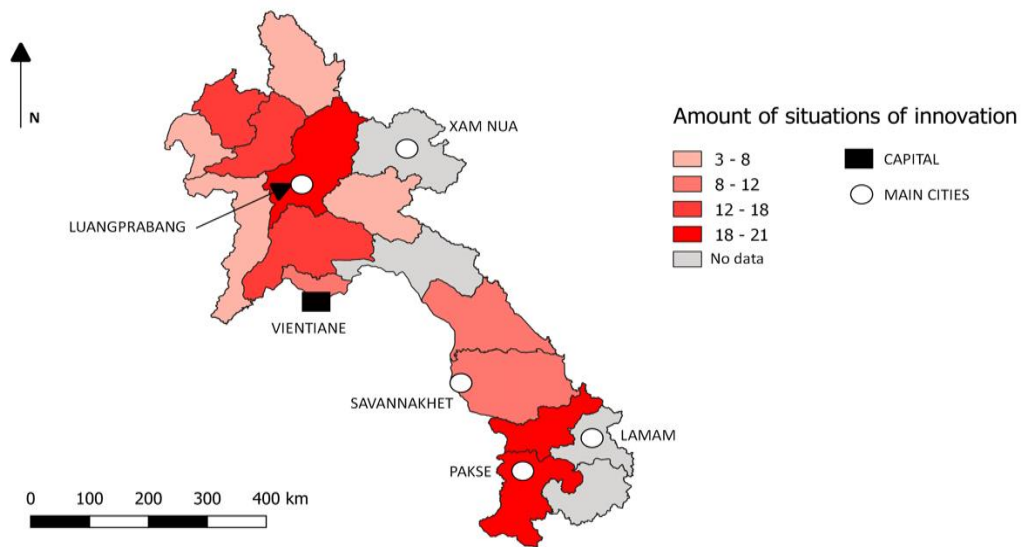 N
XAM NUA
LUANGPRABANG
VIENTIANE
SAVANNAKHET
LAMAM
PAKSE
0 100 200 300 400 km
Amount of situations of innovation
3 - 8
8 - 12
12 - 18
18 - 21
No data
CAPITAL
MAIN CITIES